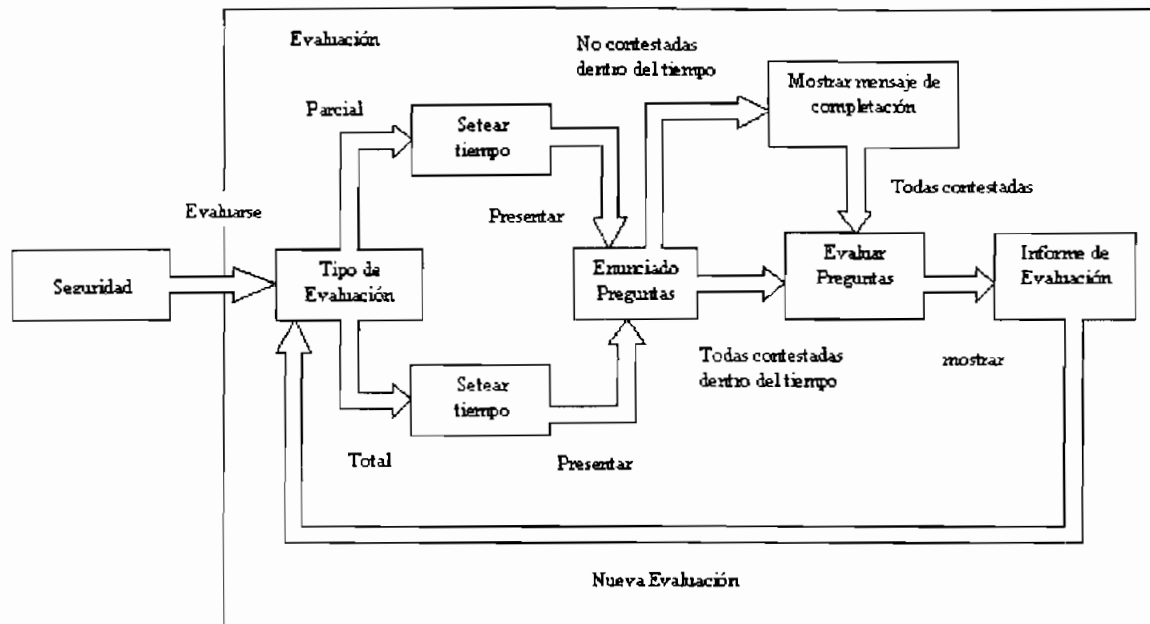 Evaluación
No contestadas
dentro del tiempo
Mostrar mensaje de
completación
Parcial
Setear
tiempo
Todas contestadas
Evaluarse
Presentar
Seguridad
Tipo de
Evaluación
Enunciado
Preguntas
Evaluar
Preguntas
Informe de
Evaluación
Todas contestadas
dentro del tiempo
mostrar
Setear
tiempo
Total
Presentar
Nueva Evaluación